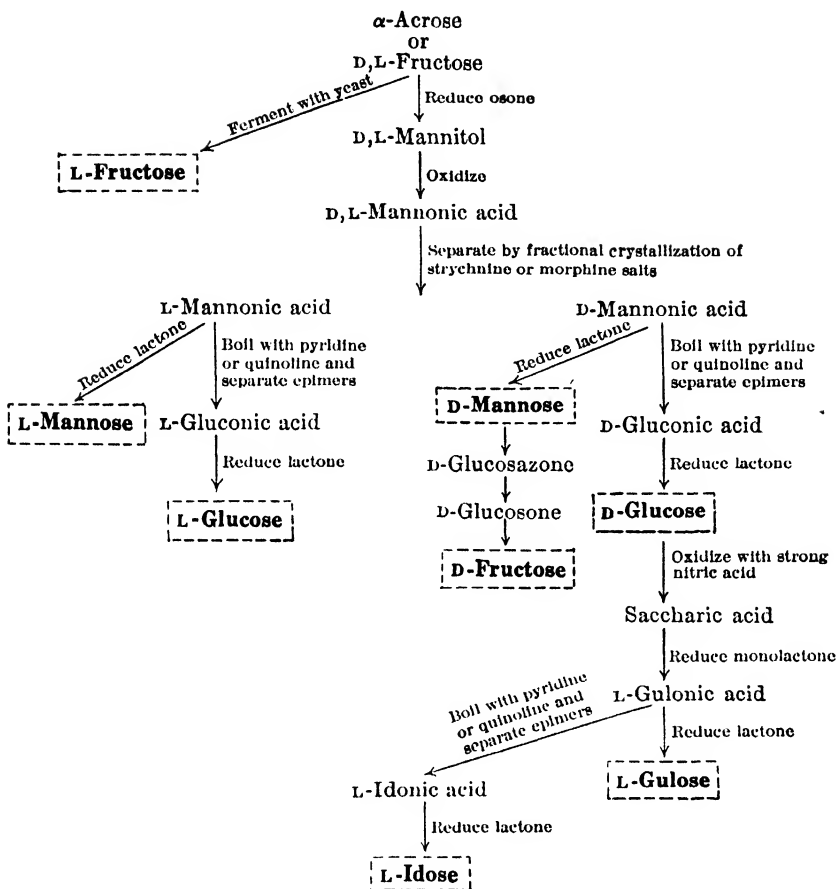 α-Acrose
or
D,L-Fructose
Ferment with yeast
Reduce osone
L-Fructose
D,L-Mannitol
Oxidize
D,L-Mannonic acid
Separate by fractional crystallization of
strychnine or morphine salts
L-Mannonic acid
D-Mannonic acid
Reduce lactone
Boil with pyridine
or quinoline and
separate epimers
Reduce lactone
Boil with pyridine
or quinoline and
separate epimers
L-Mannose
L-Gluconic acid
D-Mannose
D-Gluconic acid
Reduce lactone
D-Glucosazone
Reduce lactone
L-Glucose
D-Glucosone
D-Glucose
D-Fructose
Oxidize with strong
nitric acid
Saccharic acid
Reduce monolactone
Boil with pyridine
or quinoline and
separate epimers
L-Gulonic acid
Reduce lactone
L-Idonic acid
L-Gulose
Reduce lactone
L-Idose